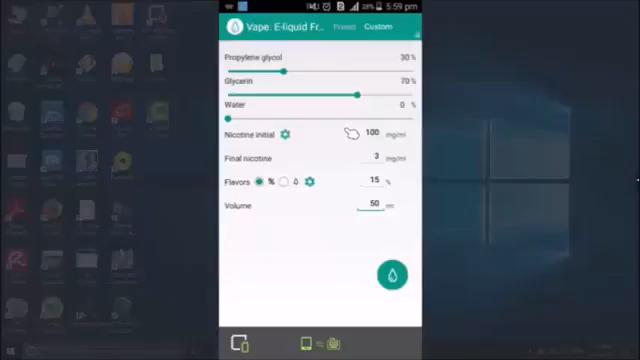 28% 5:59 pm
Vape: E-liquid Fr... Preset Custom
Propylene glycol 30 %
Glycerin 70 %
Water 0 %
Nicotine initial 100 mg/ml
Final nicotine 3 mg/ml
Flavors % 15 %
Volume 50